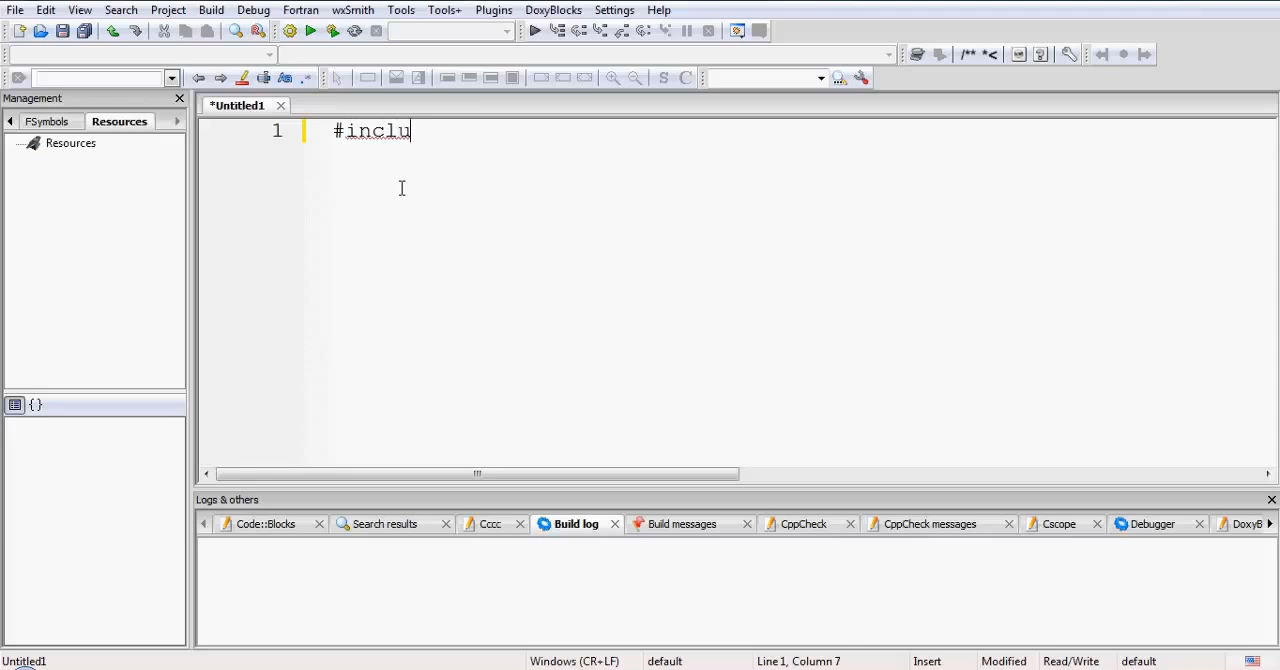 File Edit View Search Project Build Debug Fortran wxSmith Tools Tools+ Plugins DoxyBlocks Settings Help
/** *<
Aa .*
S C
Management
*Untitled1
FSymbols Resources
1 #inclu
Resources
{}
Logs & others
Code::Blocks Search results Cccc Build log Build messages CppCheck CppCheck messages Cscope Debugger DoxyB
Untitled1 Windows (CR+LF) default Line 1, Column 7 Insert Modified Read/Write default